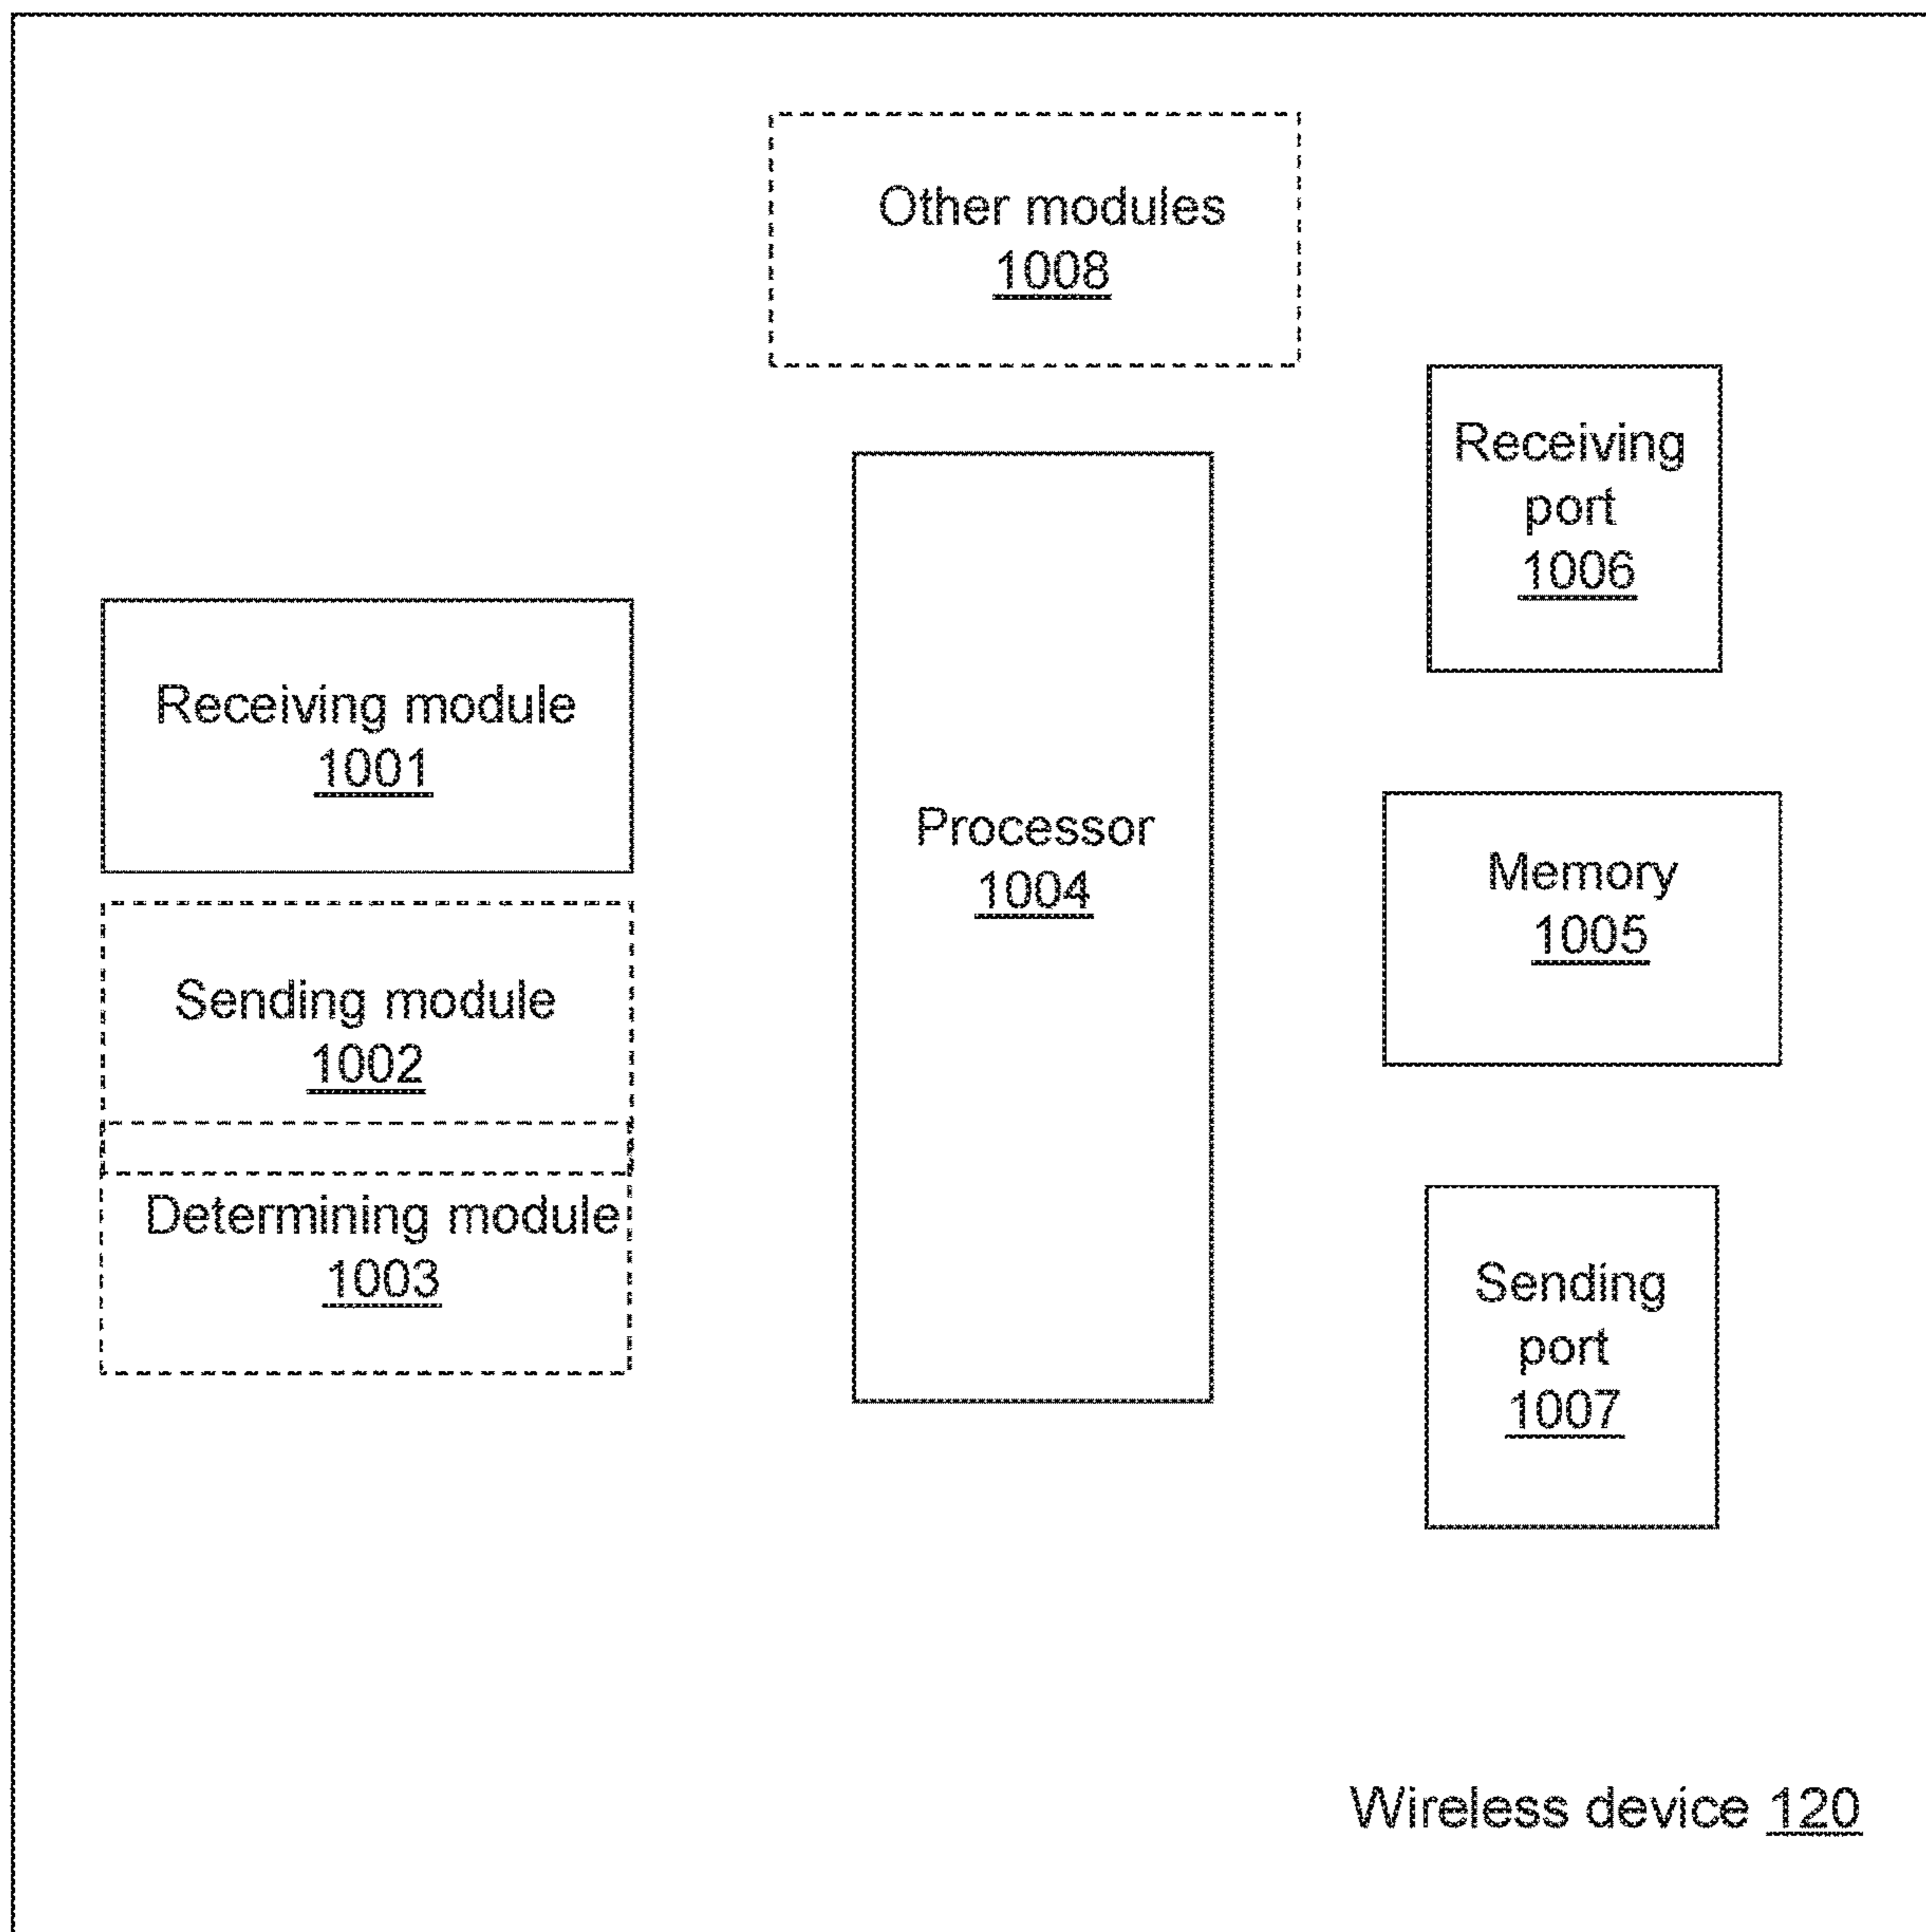 Other modules
1008
Receiving
port
1006
Receiving module
1001
Processor
1004
Memory
1005
Sending module
1002
Determining module
1003
Sending
port
1007
Wireless device 120